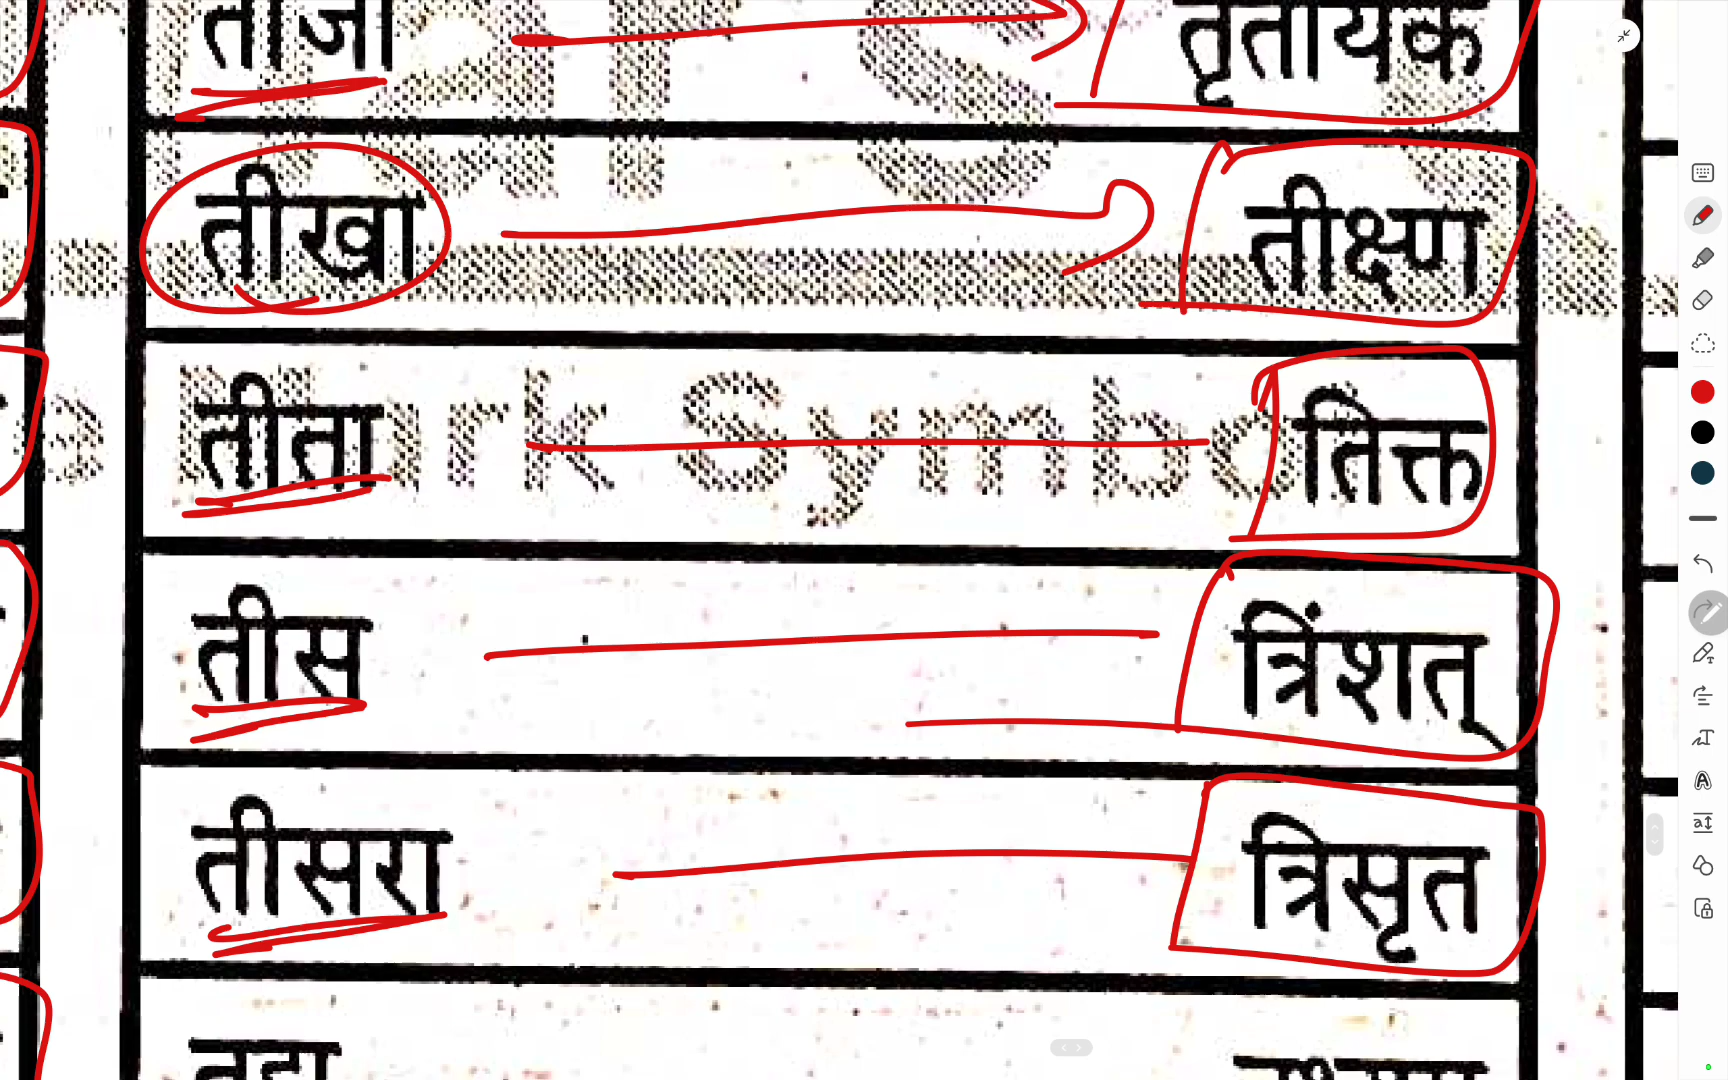 तीजा तृतीयक
तीखा तीक्ष्ण
तीता तिक्त
तीस त्रिंशत्
तीसरा त्रिसृत